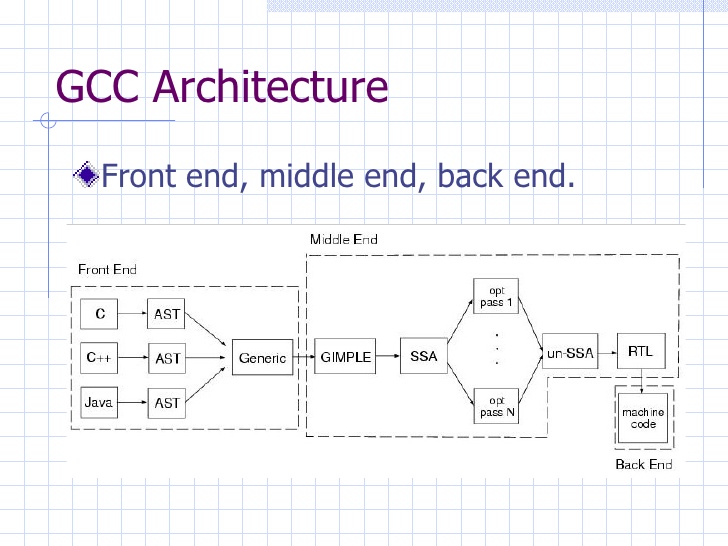 GCC Architecture
Front end, middle end, back end.
Middle End
Front End
opt
pass 1
C
AST
C++
AST
Generic
GIMPLE
SSA
.
.
.
un-SSA
RTL
Java
AST
opt
pass N
machine
code
Back End